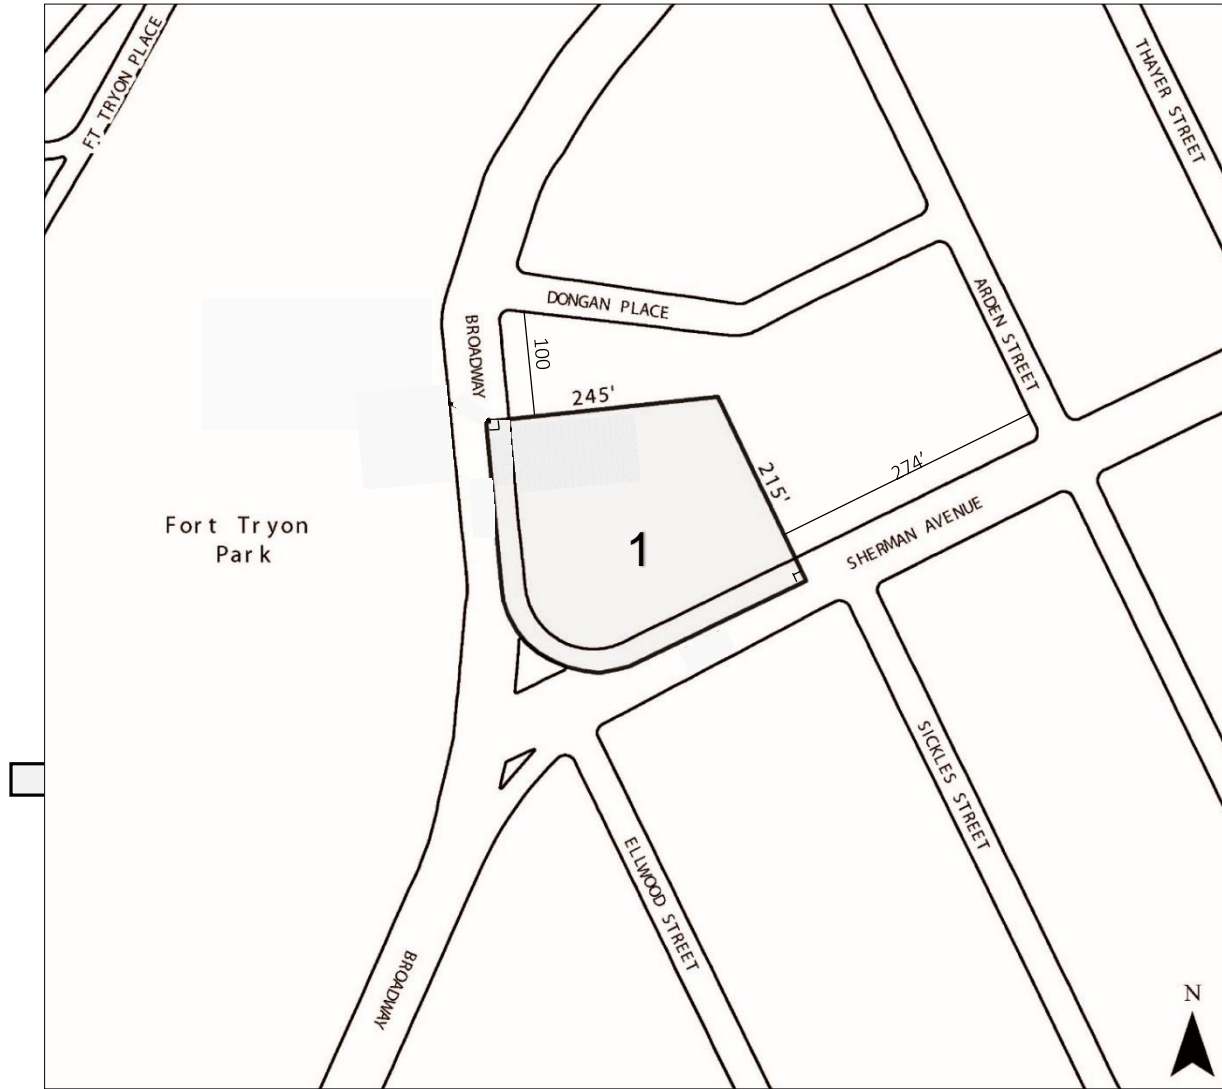 FT. TRYON PLACE
THAYER STREET
DONGAN PLACE
ARDEN STREET
BROADWAY
100
245'
215'
274'
Fort Tryon
Park
1
SHERMAN AVENUE
SICKLES STREET
ELLWOOD STREET
BROADWAY
N